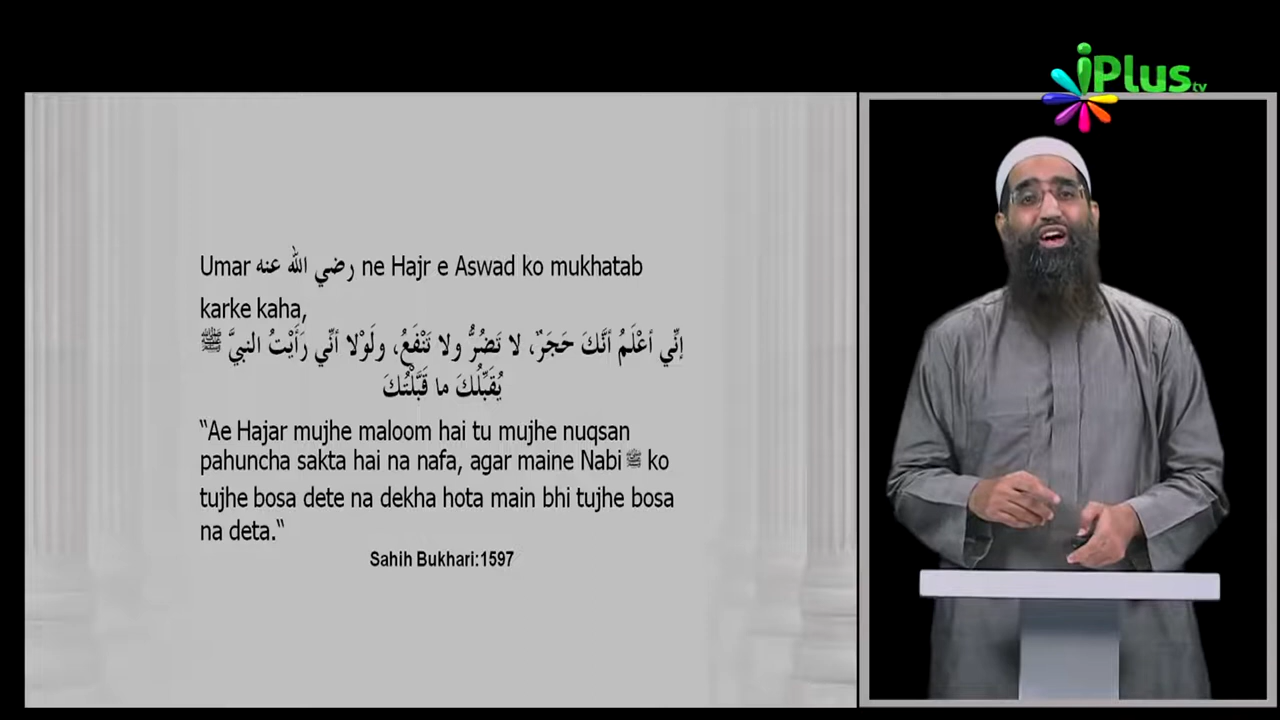 iPlus tv
Umar رضي الله عنه ne Hajr e Aswad ko mukhatab
karke kaha,
إنِّي أعْلَمُ أنَّكَ حَجَرٌ، لا تَضُرُّ ولا تَنْفَعُ، ولَوْلا أنِّي رَأَيْتُ النبيَّ ﷺ
يُقَبِّلُكَ ما قَبَّلْتُكَ
“Ae Hajar mujhe maloom hai tu mujhe nuqsan
pahuncha sakta hai na nafa, agar maine Nabi ﷺ ko
tujhe bosa dete na dekha hota main bhi tujhe bosa
na deta.“
Sahih Bukhari:1597